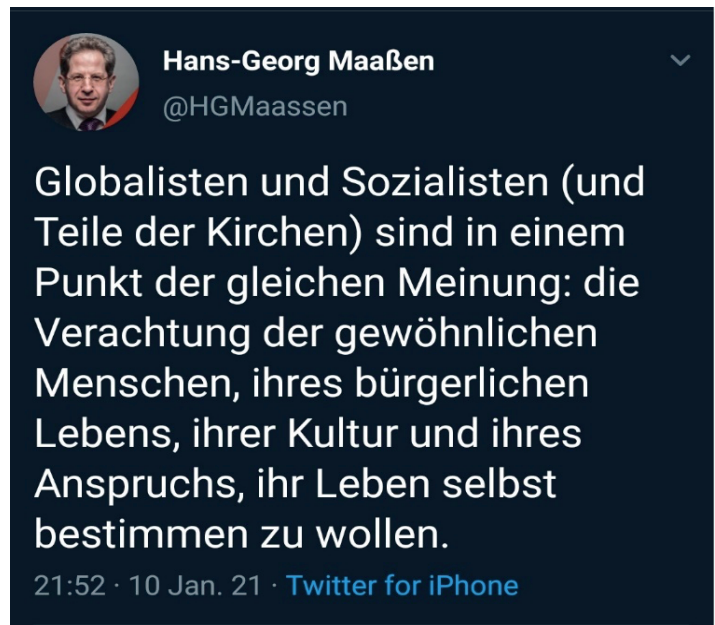 Hans-Georg Maaßen
@HGMaassen
Globalisten und Sozialisten (und
Teile der Kirchen) sind in einem
Punkt der gleichen Meinung: die
Verachtung der gewöhnlichen
Menschen, ihres bürgerlichen
Lebens, ihrer Kultur und ihres
Anspruchs, ihr Leben selbst
bestimmen zu wollen.
21:52 · 10 Jan. 21 · Twitter for iPhone